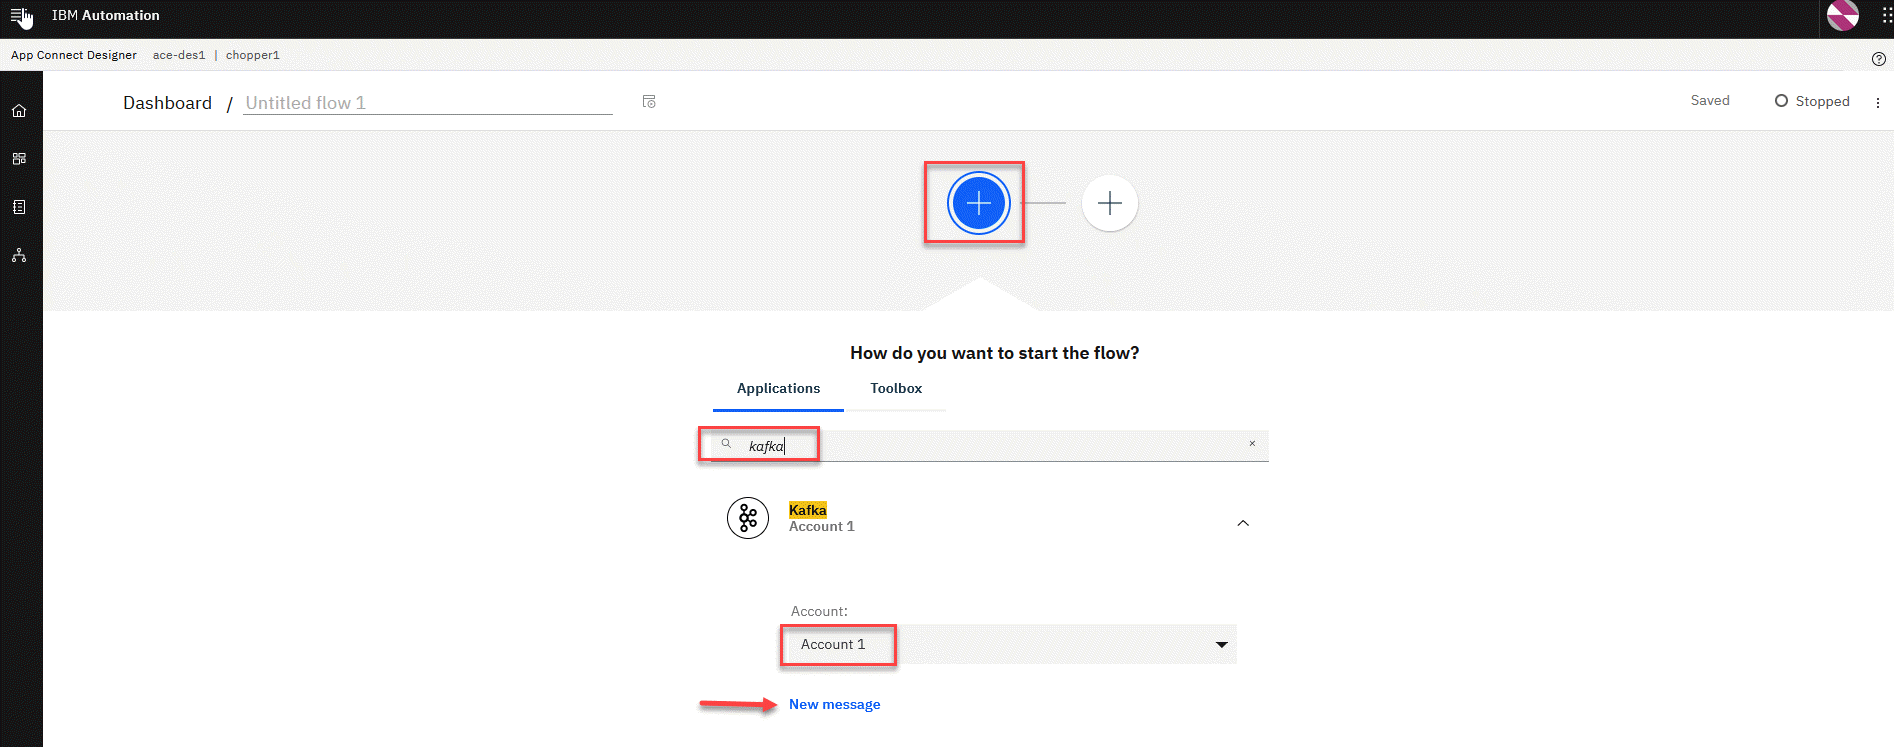 IBM Automation
App Connect Designer ace-des1 | chopper1
Dashboard / Untitled flow 1
Saved
Stopped
How do you want to start the flow?
Applications Toolbox
kafka
Kafka
Account 1
Account:
Account 1
New message